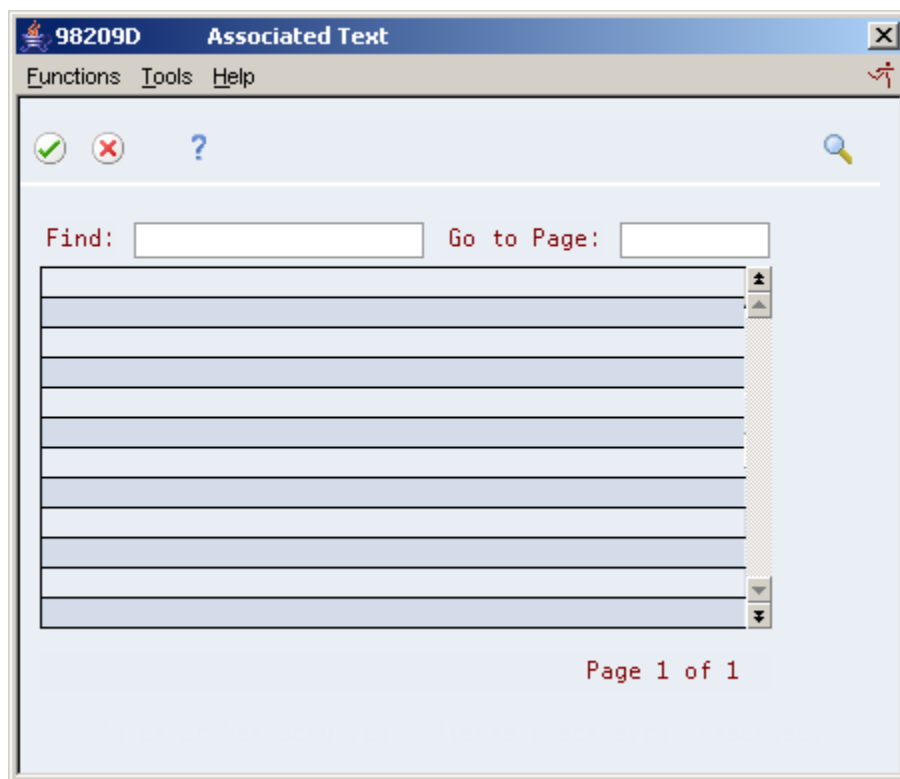 98209D Associated Text
Functions Tools Help
Find: Go to Page:
Page 1 of 1